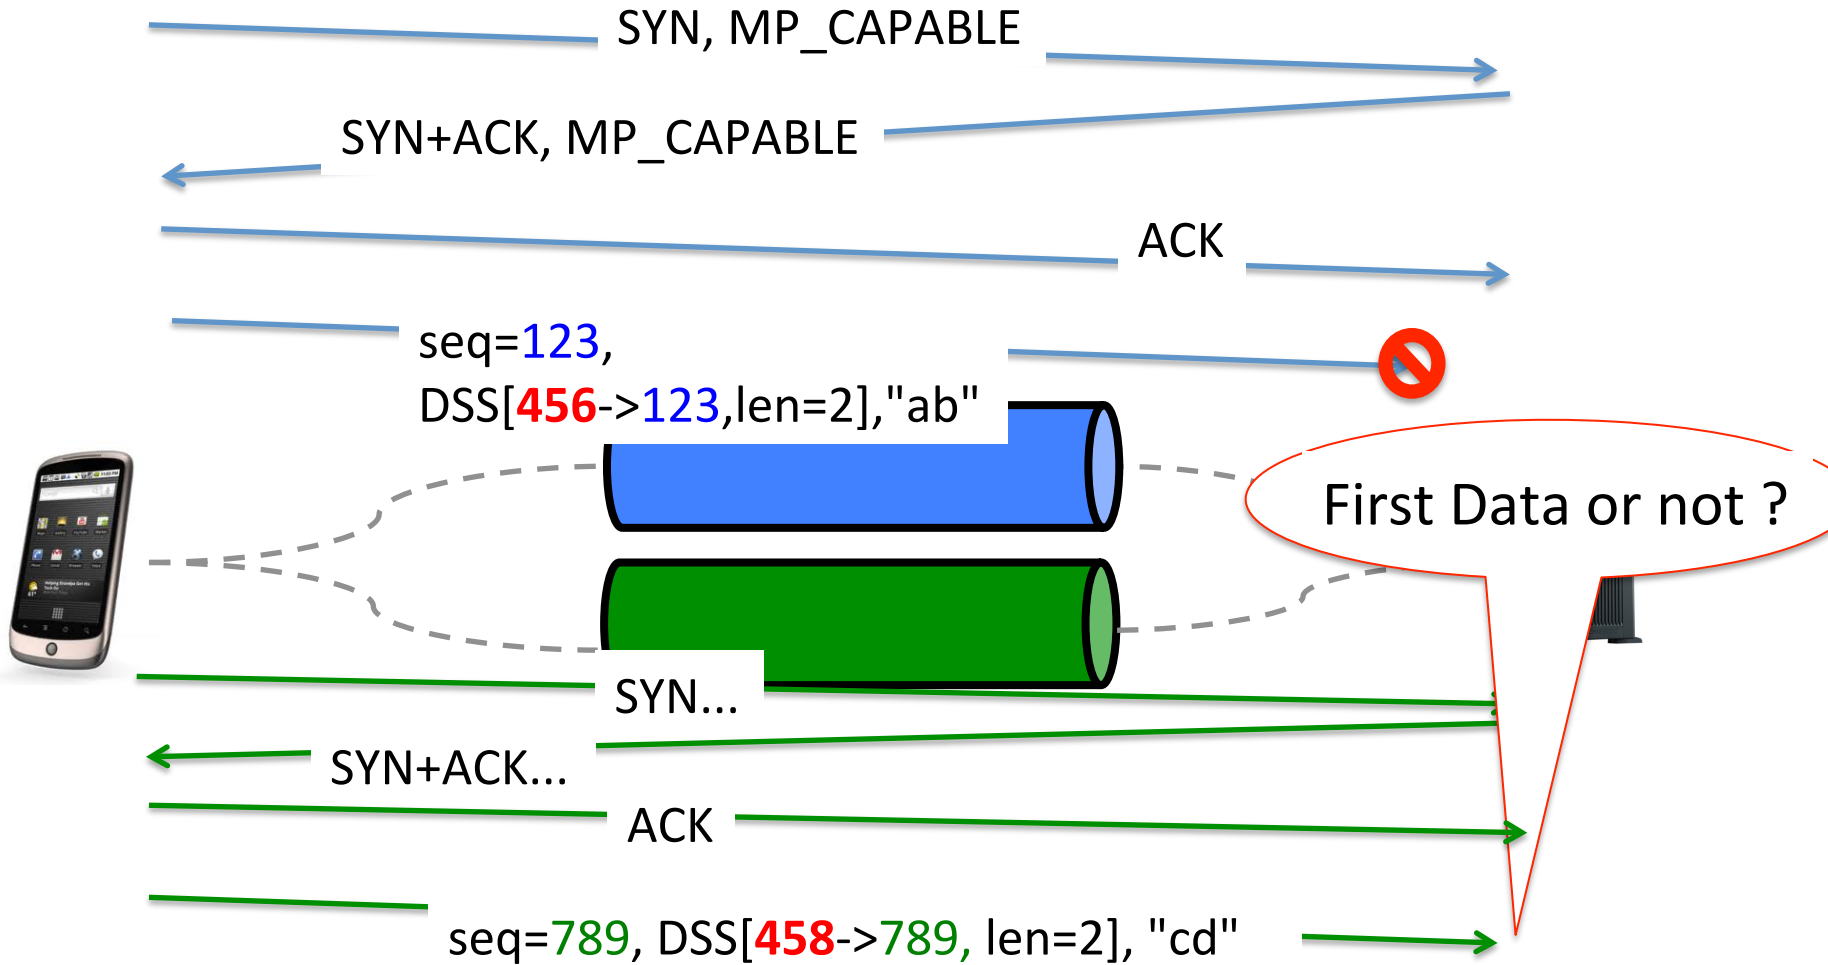 SYN, MP_CAPABLE
SYN+ACK, MP_CAPABLE
ACK
seq=123,
DSS[456->123,len=2],"ab"
First Data or not ?
SYN...
SYN+ACK...
ACK
seq=789, DSS[458->789, len=2], "cd"